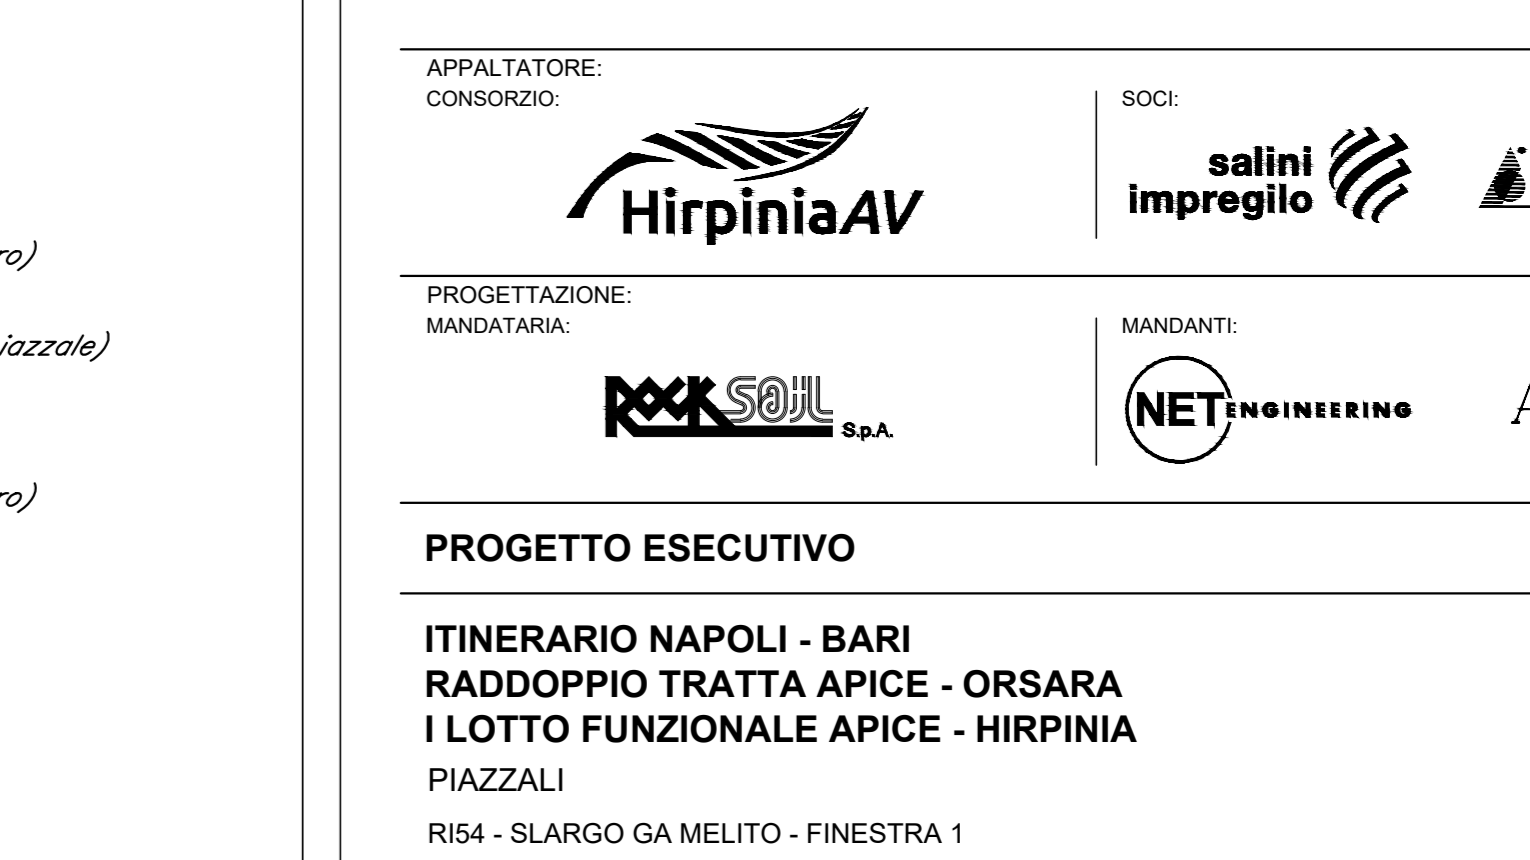 ro)
iazzale)
ro)
APPALTATORE:
CONSORZIO:
HirpiniaAV
SOCI:
salini
impregilo
PROGETTAZIONE:
MANDATARIA:
ROCKSOIL S.p.A.
MANDANTI:
NET ENGINEERING
A
PROGETTO ESECUTIVO
ITINERARIO NAPOLI - BARI
RADDOPPIO TRATTA APICE - ORSARA
I LOTTO FUNZIONALE APICE - HIRPINIA
PIAZZALI
RI54 - SLARGO GA MELITO - FINESTRA 1